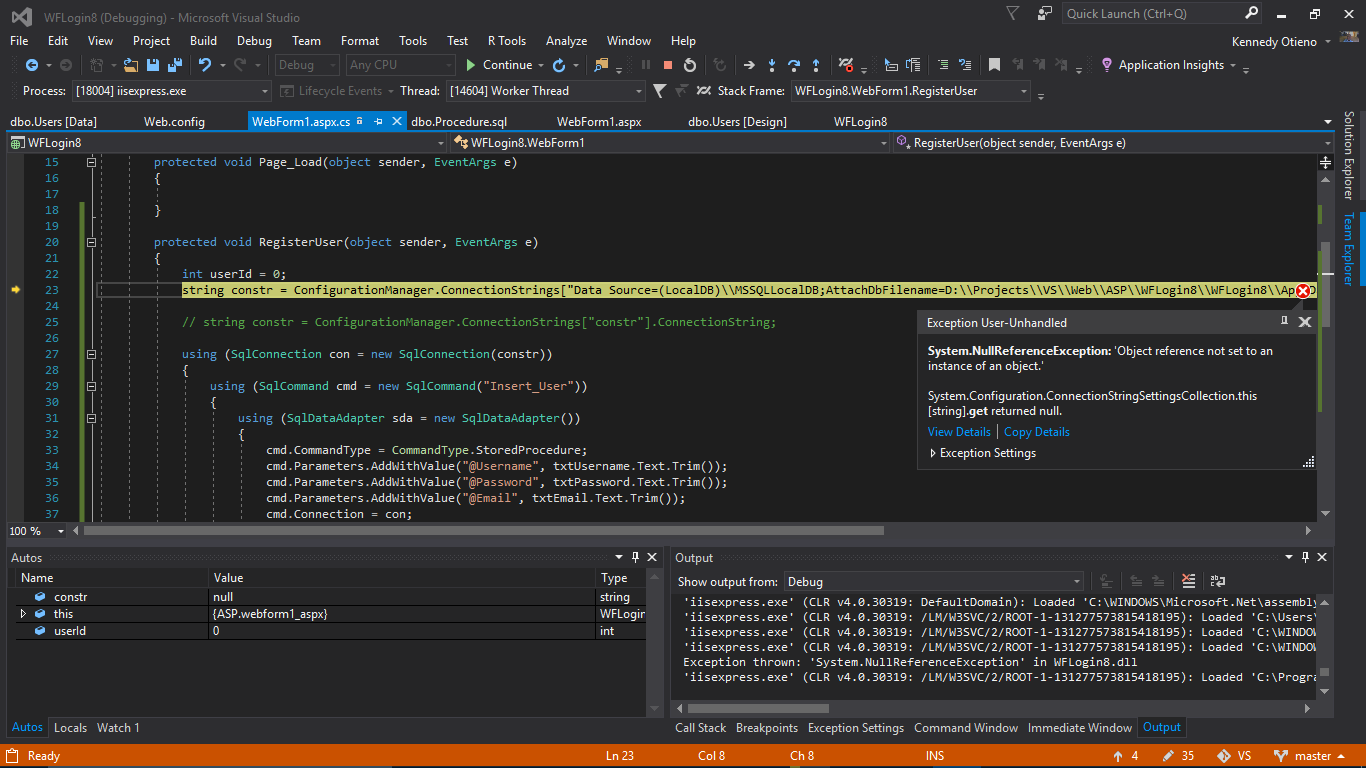 WFLogin8 (Debugging) - Microsoft Visual Studio
Quick Launch (Ctrl+Q)
File Edit View Project Build Debug Team Format Tools Test R Tools Analyze Window Help
Kennedy Otieno
Debug Any CPU Continue Application Insights
Process: [18004] iisexpress.exe Lifecycle Events Thread: [14604] Worker Thread Stack Frame: WFLogin8.WebForm1.RegisterUser
dbo.Users [Data] Web.config WebForm1.aspx.cs dbo.Procedure.sql WebForm1.aspx dbo.Users [Design] WFLogin8
WFLogin8 WFLogin8.WebForm1 RegisterUser(object sender, EventArgs e)
Solution Explorer
Team Explorer
15 protected void Page_Load(object sender, EventArgs e)
16 {
17
18 }
19
20 protected void RegisterUser(object sender, EventArgs e)
21 {
22 int userId = 0;
23 string constr = ConfigurationManager.ConnectionStrings["Data Source=(LocalDB)\\MSSQLLocalDB;AttachDbFilename=D:\\Projects\\VS\\Web\\ASP\\WFLogin8\\WFLogin8\\Ap
24
25 // string constr = ConfigurationManager.ConnectionStrings["constr"].ConnectionString;
26
27 using (SqlConnection con = new SqlConnection(constr))
28 {
29 using (SqlCommand cmd = new SqlCommand("Insert_User"))
30 {
31 using (SqlDataAdapter sda = new SqlDataAdapter())
32 {
33 cmd.CommandType = CommandType.StoredProcedure;
34 cmd.Parameters.AddWithValue("@Username", txtUsername.Text.Trim());
35 cmd.Parameters.AddWithValue("@Password", txtPassword.Text.Trim());
36 cmd.Parameters.AddWithValue("@Email", txtEmail.Text.Trim());
37 cmd.Connection = con;
Exception User-Unhandled
System.NullReferenceException: 'Object reference not set to an
instance of an object.'
System.Configuration.ConnectionStringSettingsCollection.this
[string].get returned null.
View Details Copy Details
Exception Settings
100 %
Autos
Name Value Type
constr null string
this {ASP.webform1_aspx} WFLogin
userId 0 int
Autos Locals Watch 1
Output
Show output from: Debug
'iisexpress.exe' (CLR v4.0.30319: DefaultDomain): Loaded 'C:\WINDOWS\Microsoft.Net\assembly
'iisexpress.exe' (CLR v4.0.30319: /LM/W3SVC/2/ROOT-1-131277573815418195): Loaded 'C:\Users\
'iisexpress.exe' (CLR v4.0.30319: /LM/W3SVC/2/ROOT-1-131277573815418195): Loaded 'C:\WINDOW
'iisexpress.exe' (CLR v4.0.30319: /LM/W3SVC/2/ROOT-1-131277573815418195): Loaded 'C:\WINDOW
Exception thrown: 'System.NullReferenceException' in WFLogin8.dll
'iisexpress.exe' (CLR v4.0.30319: /LM/W3SVC/2/ROOT-1-131277573815418195): Loaded 'C:\Progra
Call Stack Breakpoints Exception Settings Command Window Immediate Window Output
Ready Ln 23 Col 8 Ch 8 INS 4 35 VS master